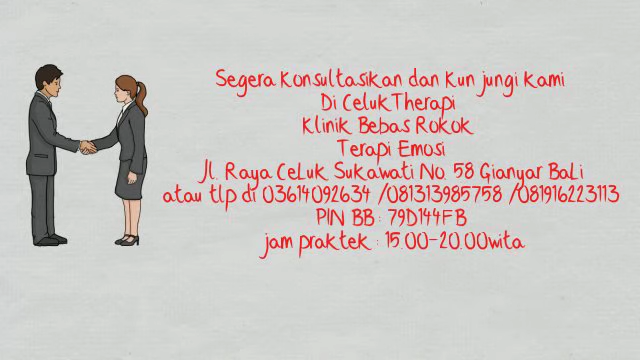 Segera Konsultasikan dan Kunjungi Kami
Di Celuk Therapi
Klinik Bebas Rokok
Terapi Emosi
Jl. Raya Celuk Sukawati No. 58 Gianyar Bali
atau tlp di 03614092634 /081313985758 /081916223113
PIN BB : 79D144FB
jam praktek : 15.00-20.00wita